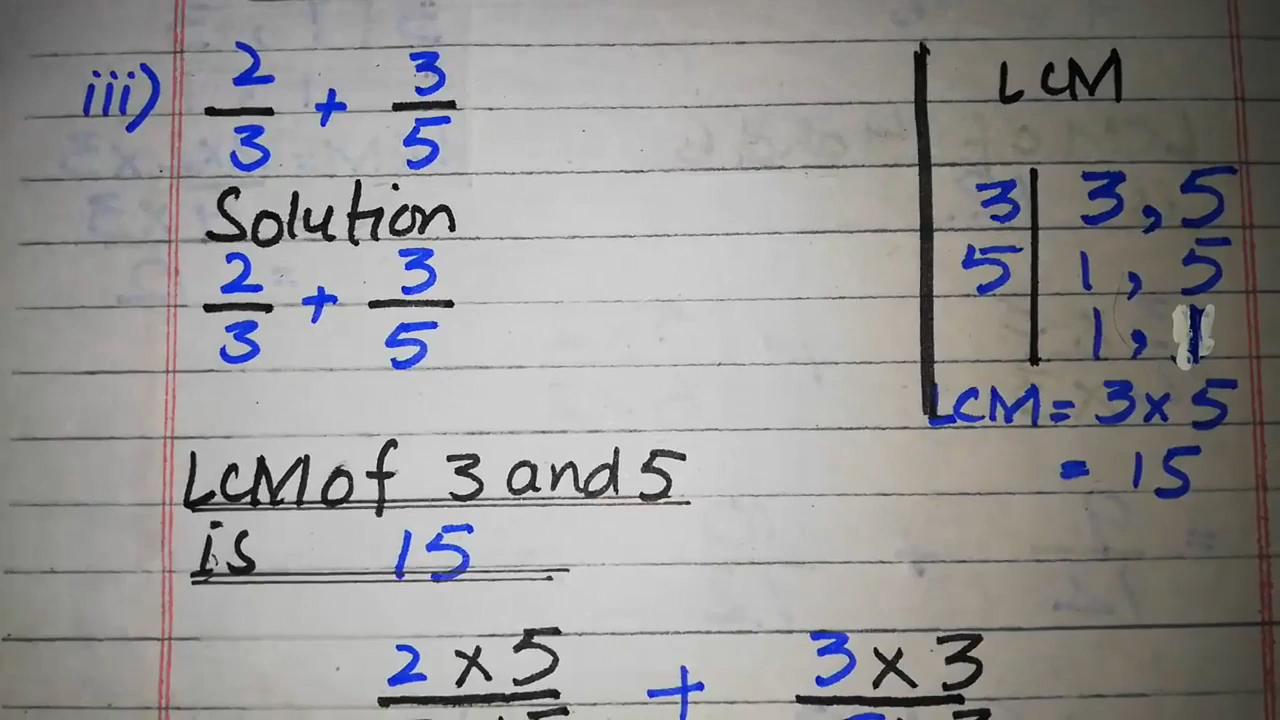 iii) 2/3 + 3/5
Solution
2/3 + 3/5
LCM of 3 and 5
is 15
2 x 5 + 3 x 3
LCM
3 | 3, 5
5 | 1, 5
1, 1
LCM = 3 x 5
= 15